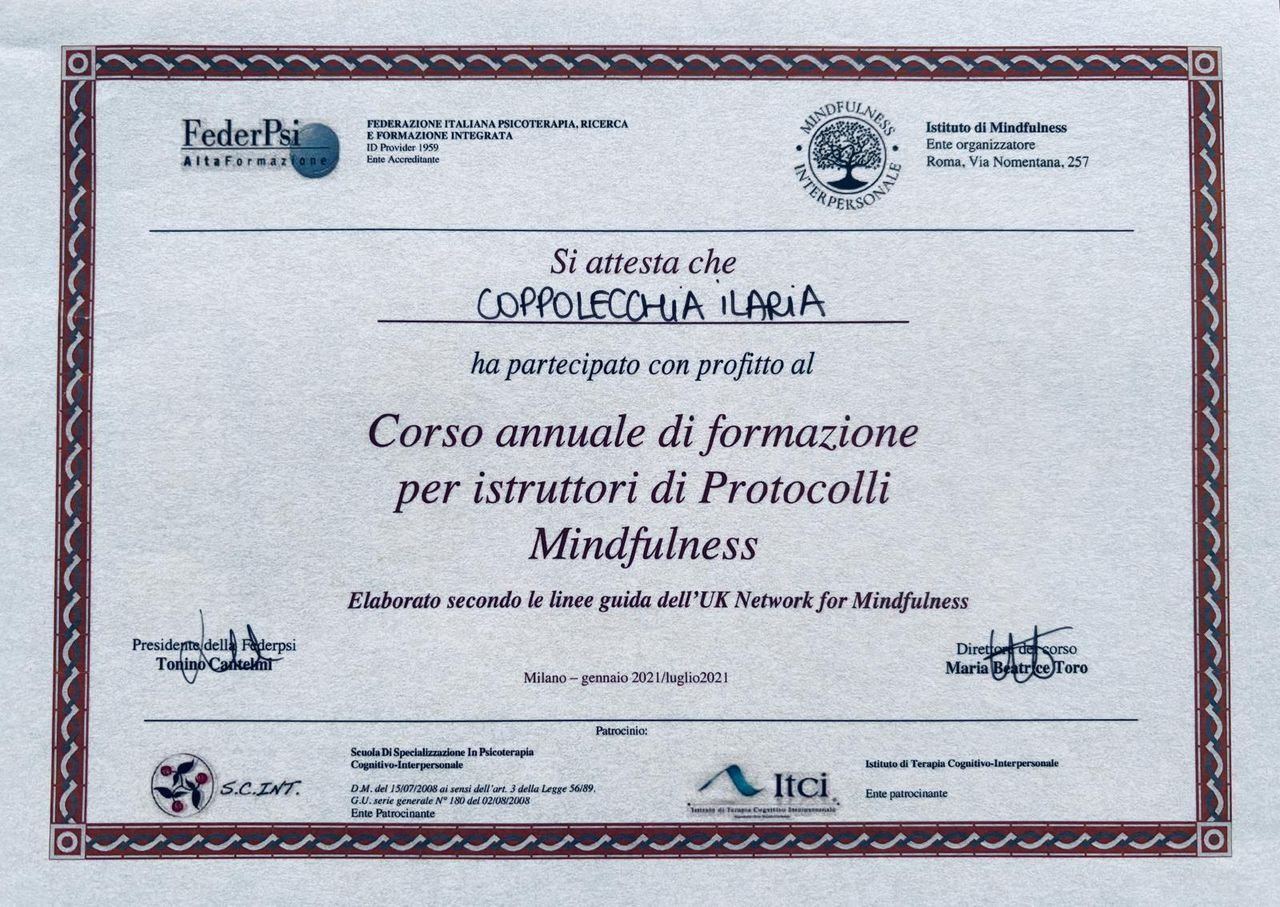 FederPsi
AltaFormazione
FEDERAZIONE ITALIANA PSICOTERAPIA, RICERCA
E FORMAZIONE INTEGRATA
ID Provider 1959
Ente Accreditante
MINDFULNESS
INTERPERSONALE
Istituto di Mindfulness
Ente organizzatore
Roma, Via Nomentana, 257
Si attesta che
COPPOLECCHIA ILARIA
ha partecipato con profitto al
Corso annuale di formazione
per istruttori di Protocolli
Mindfulness
Elaborato secondo le linee guida dell'UK Network for Mindfulness
Presidente della Federpsi
Tonino Cantelmi
Milano – gennaio 2021/luglio2021
Direttore del corso
Maria Beatrice Toro
Patrocinio:
S.C.INT.
Scuola Di Specializzazione In Psicoterapia
Cognitivo-Interpersonale
D.M. del 15/07/2008 ai sensi dell'art. 3 della Legge 56/89.
G.U. serie generale N° 180 del 02/08/2008
Ente Patrocinante
Itci
Istituto di Terapia Cognitivo Interpersonale
Istituto di Terapia Cognitivo-Interpersonale
Ente patrocinante